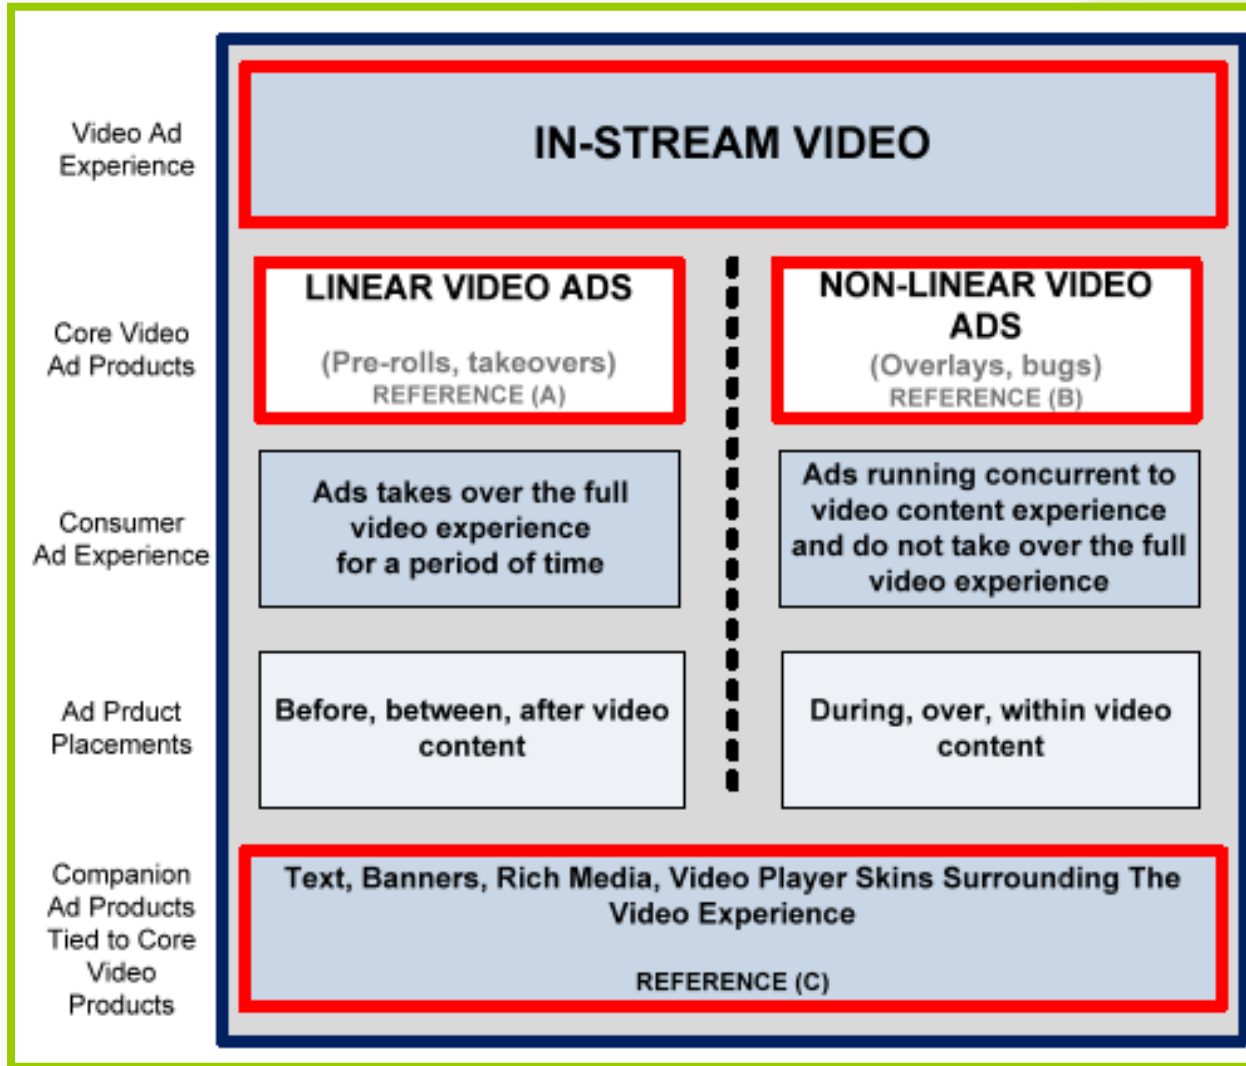 Video Ad
Experience
IN-STREAM VIDEO
Core Video
Ad Products
LINEAR VIDEO ADS
(Pre-rolls, takeovers)
REFERENCE (A)
NON-LINEAR VIDEO
ADS
(Overlays, bugs)
REFERENCE (B)
Consumer
Ad Experience
Ads takes over the full
video experience
for a period of time
Ads running concurrent to
video content experience
and do not take over the full
video experience
Ad Prduct
Placements
Before, between, after video
content
During, over, within video
content
Companion
Ad Products
Tied to Core
Video
Products
Text, Banners, Rich Media, Video Player Skins Surrounding The
Video Experience
REFERENCE (C)